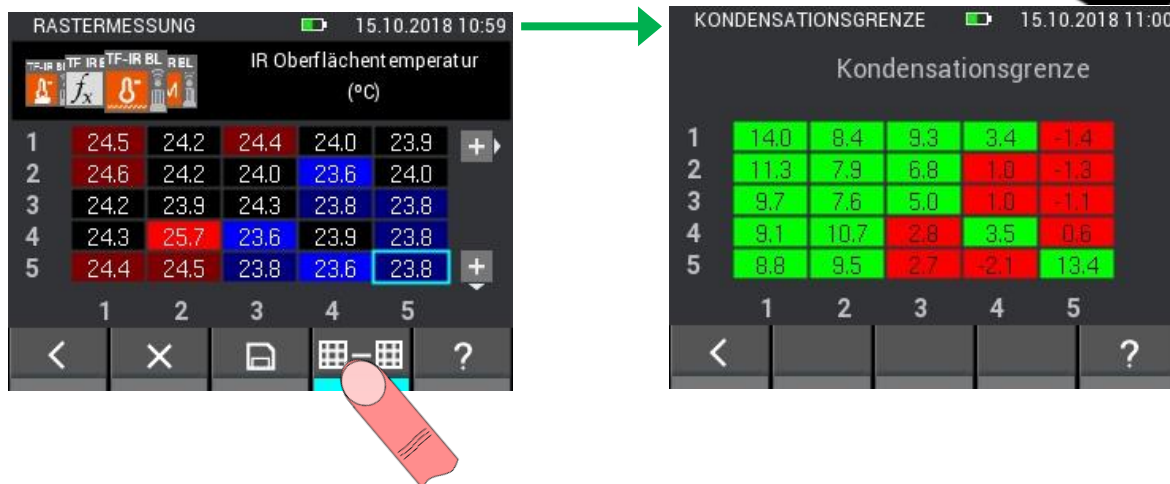 RASTERMESSUNG 15.10.2018 10:59
TF-IR BL REL
IR Oberflächentemperatur
(°C)
fx
1 24.5 24.2 24.4 24.0 23.9 +
2 24.6 24.2 24.0 23.6 24.0
3 24.2 23.9 24.3 23.8 23.8
4 24.3 25.7 23.6 23.9 23.8
5 24.4 24.5 23.8 23.6 23.8 +
1 2 3 4 5
?
KONDENSATIONSGRENZE 15.10.2018 11:00
Kondensationsgrenze
1 14.0 8.4 9.3 3.4 -1.4
2 11.3 7.9 6.8 1.0 -1.3
3 9.7 7.6 5.0 1.0 -1.1
4 9.1 10.7 2.8 3.5 0.6
5 8.8 9.5 2.7 -2.1 13.4
1 2 3 4 5
?